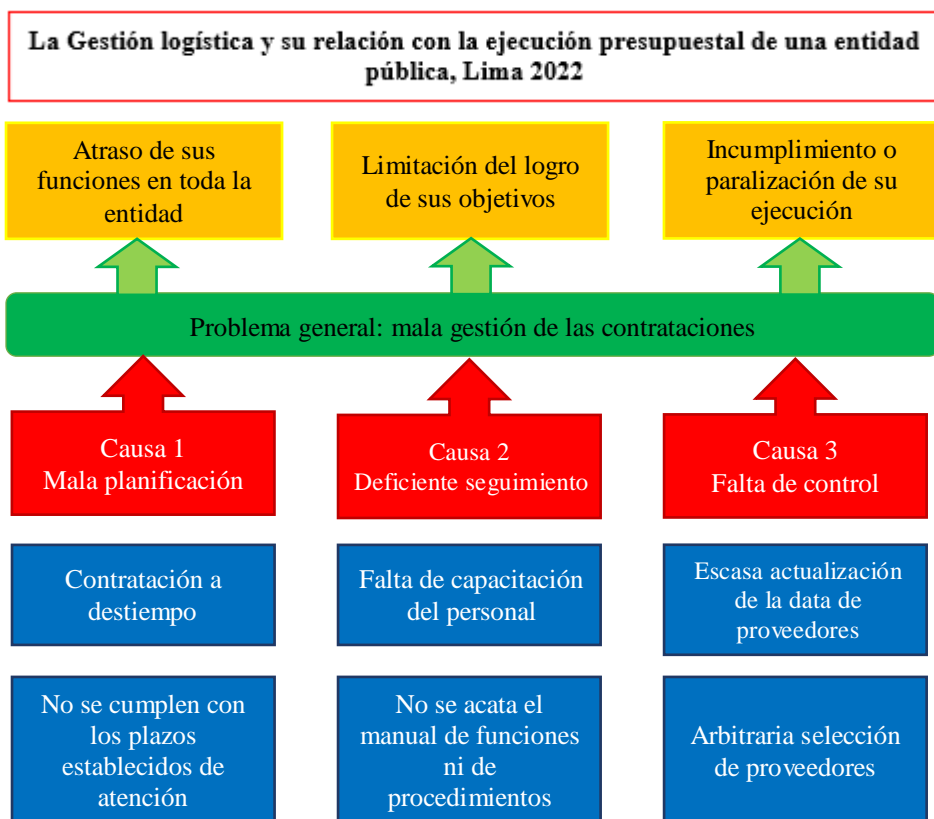 La Gestión logística y su relación con la ejecución presupuestal de una entidad
pública, Lima 2022
Atraso de sus
funciones en toda la
entidad
Limitación del logro
de sus objetivos
Incumplimiento o
paralización de su
ejecución
Problema general: mala gestión de las contrataciones
Causa 1
Mala planificación
Causa 2
Deficiente seguimiento
Causa 3
Falta de control
Contratación a
destiempo
Falta de capacitación
del personal
Escasa actualización
de la data de
proveedores
No se cumplen con
los plazos
establecidos de
atención
No se acata el
manual de funciones
ni de
procedimientos
Arbitraria selección
de proveedores